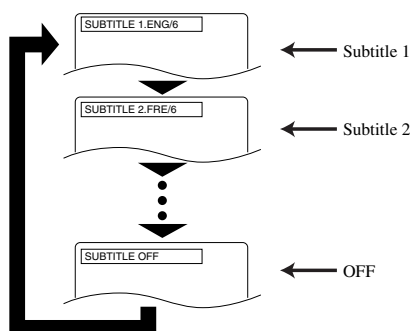 SUBTITLE 1.ENG/6
Subtitle 1
SUBTITLE 2.FRE/6
Subtitle 2
SUBTITLE OFF
OFF